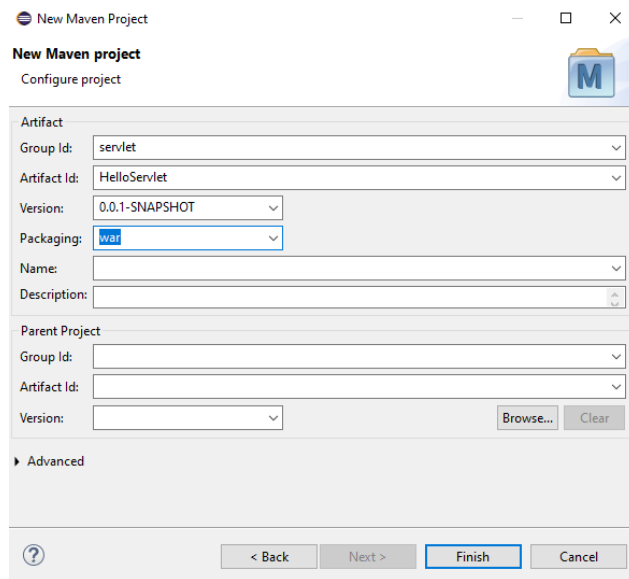 New Maven Project
New Maven project
Configure project
M
Artifact
Group Id: servlet
Artifact Id: HelloServlet
Version: 0.0.1-SNAPSHOT
Packaging: war
Name:
Description:
Parent Project
Group Id:
Artifact Id:
Version: Browse... Clear
Advanced
? < Back Next > Finish Cancel